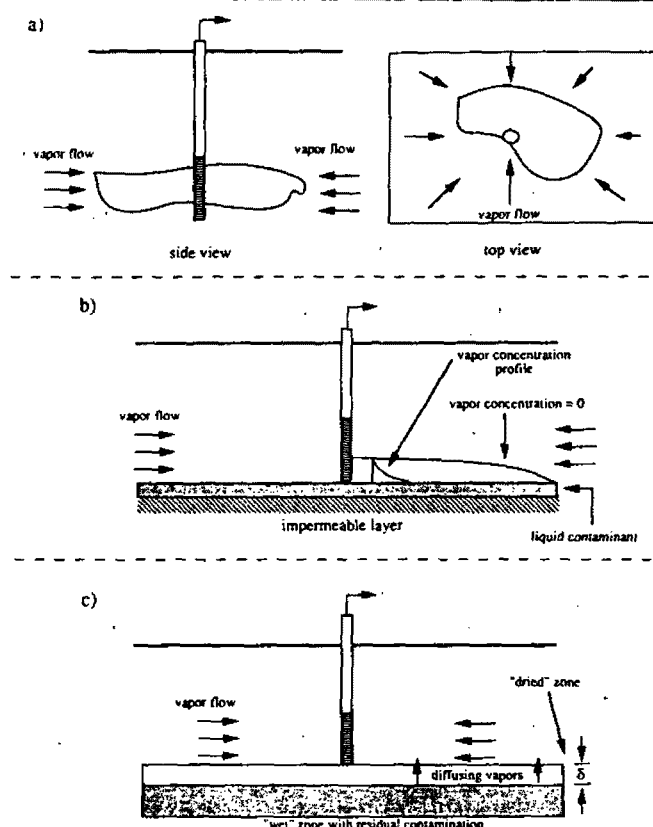 a)
vapor flow
vapor flow
vapor flow
side view
top view
b)
vapor concentration
profile
vapor concentration = 0
vapor flow
impermeable layer
liquid contaminant
c)
"dried" zone
vapor flow
diffusing vapors
δ
"wet" zone with residual contamination